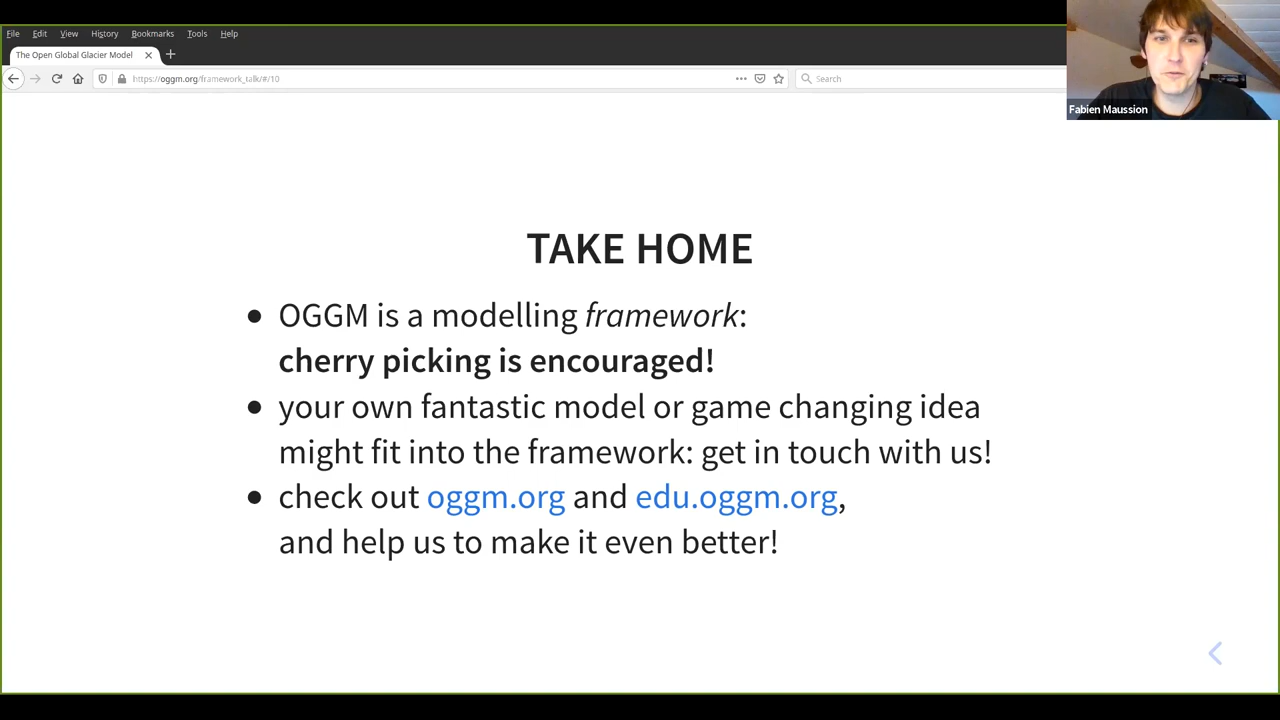 File Edit View History Bookmarks Tools Help
The Open Global Glacier Model
https://oggm.org/framework_talk/#/10
Search
Fabien Maussion
TAKE HOME
OGGM is a modelling framework:
cherry picking is encouraged!
your own fantastic model or game changing idea
might fit into the framework: get in touch with us!
check out oggm.org and edu.oggm.org,
and help us to make it even better!